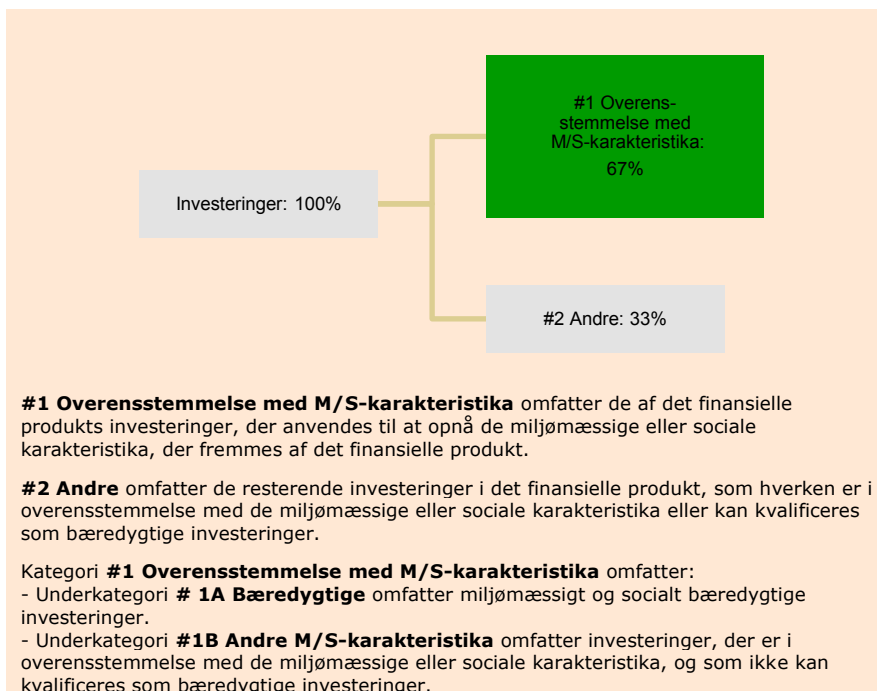 #1 Overens-
stemmelse med
M/S-karakteristika:
67%
Investeringer: 100%
#2 Andre: 33%
#1 Overensstemmelse med M/S-karakteristika omfatter de af det finansielle
produkts investeringer, der anvendes til at opnå de miljømæssige eller sociale
karakteristika, der fremmes af det finansielle produkt.
#2 Andre omfatter de resterende investeringer i det finansielle produkt, som hverken er i
overensstemmelse med de miljømæssige eller sociale karakteristika eller kan kvalificeres
som bæredygtige investeringer.
Kategori #1 Overensstemmelse med M/S-karakteristika omfatter:
- Underkategori # 1A Bæredygtige omfatter miljømæssigt og socialt bæredygtige
investeringer.
- Underkategori #1B Andre M/S-karakteristika omfatter investeringer, der er i
overensstemmelse med de miljømæssige eller sociale karakteristika, og som ikke kan
kvalificeres som bæredygtige investeringer.